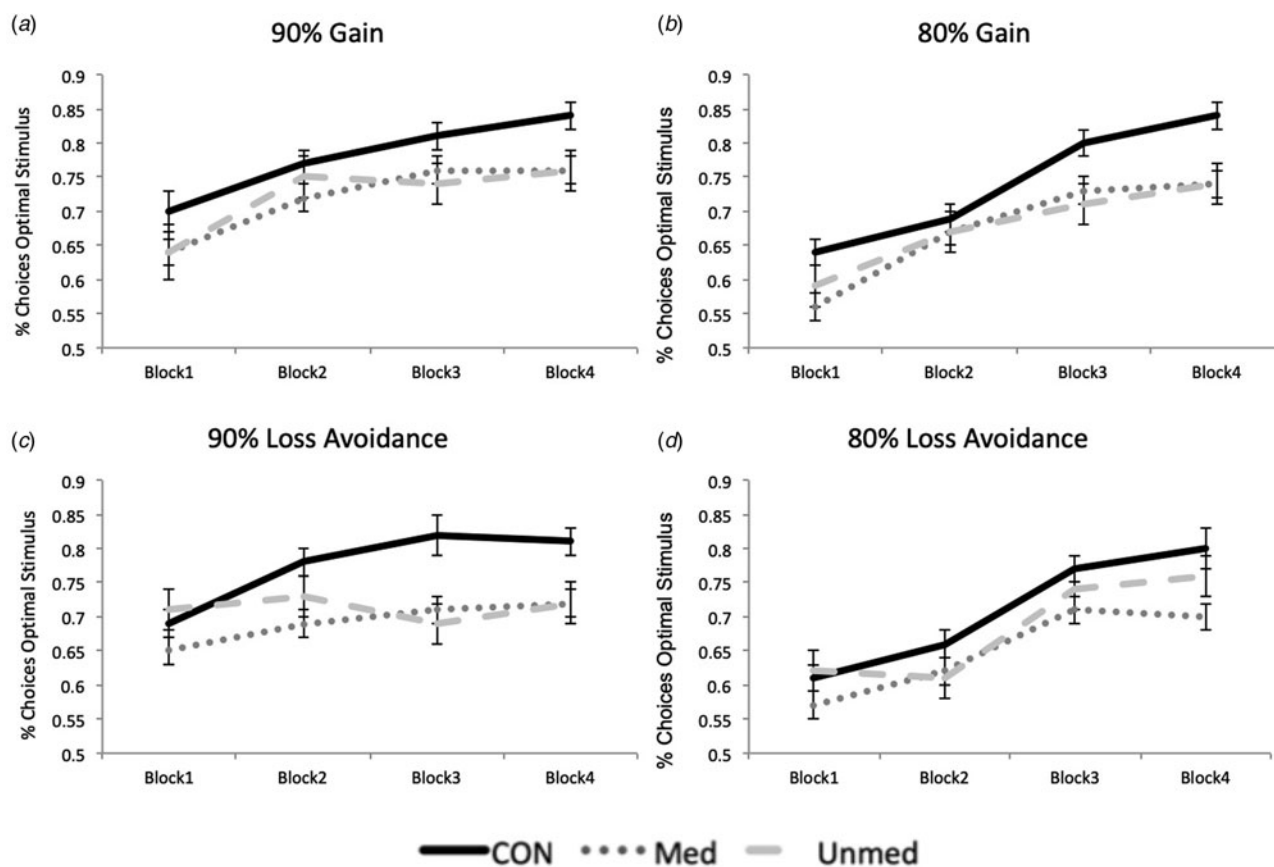 (a)
90% Gain
% Choices Optimal Stimulus
0.9
0.85
0.8
0.75
0.7
0.65
0.6
0.55
0.5
Block1 Block2 Block3 Block4
(b)
80% Gain
% Choices Optimal Stimulus
0.9
0.85
0.8
0.75
0.7
0.65
0.6
0.55
0.5
Block1 Block2 Block3 Block4
(c)
90% Loss Avoidance
% Choices Optimal Stimulus
0.9
0.85
0.8
0.75
0.7
0.65
0.6
0.55
0.5
Block1 Block2 Block3 Block4
(d)
80% Loss Avoidance
% Choices Optimal Stimulus
0.9
0.85
0.8
0.75
0.7
0.65
0.6
0.55
0.5
Block1 Block2 Block3 Block4
CON Med Unmed